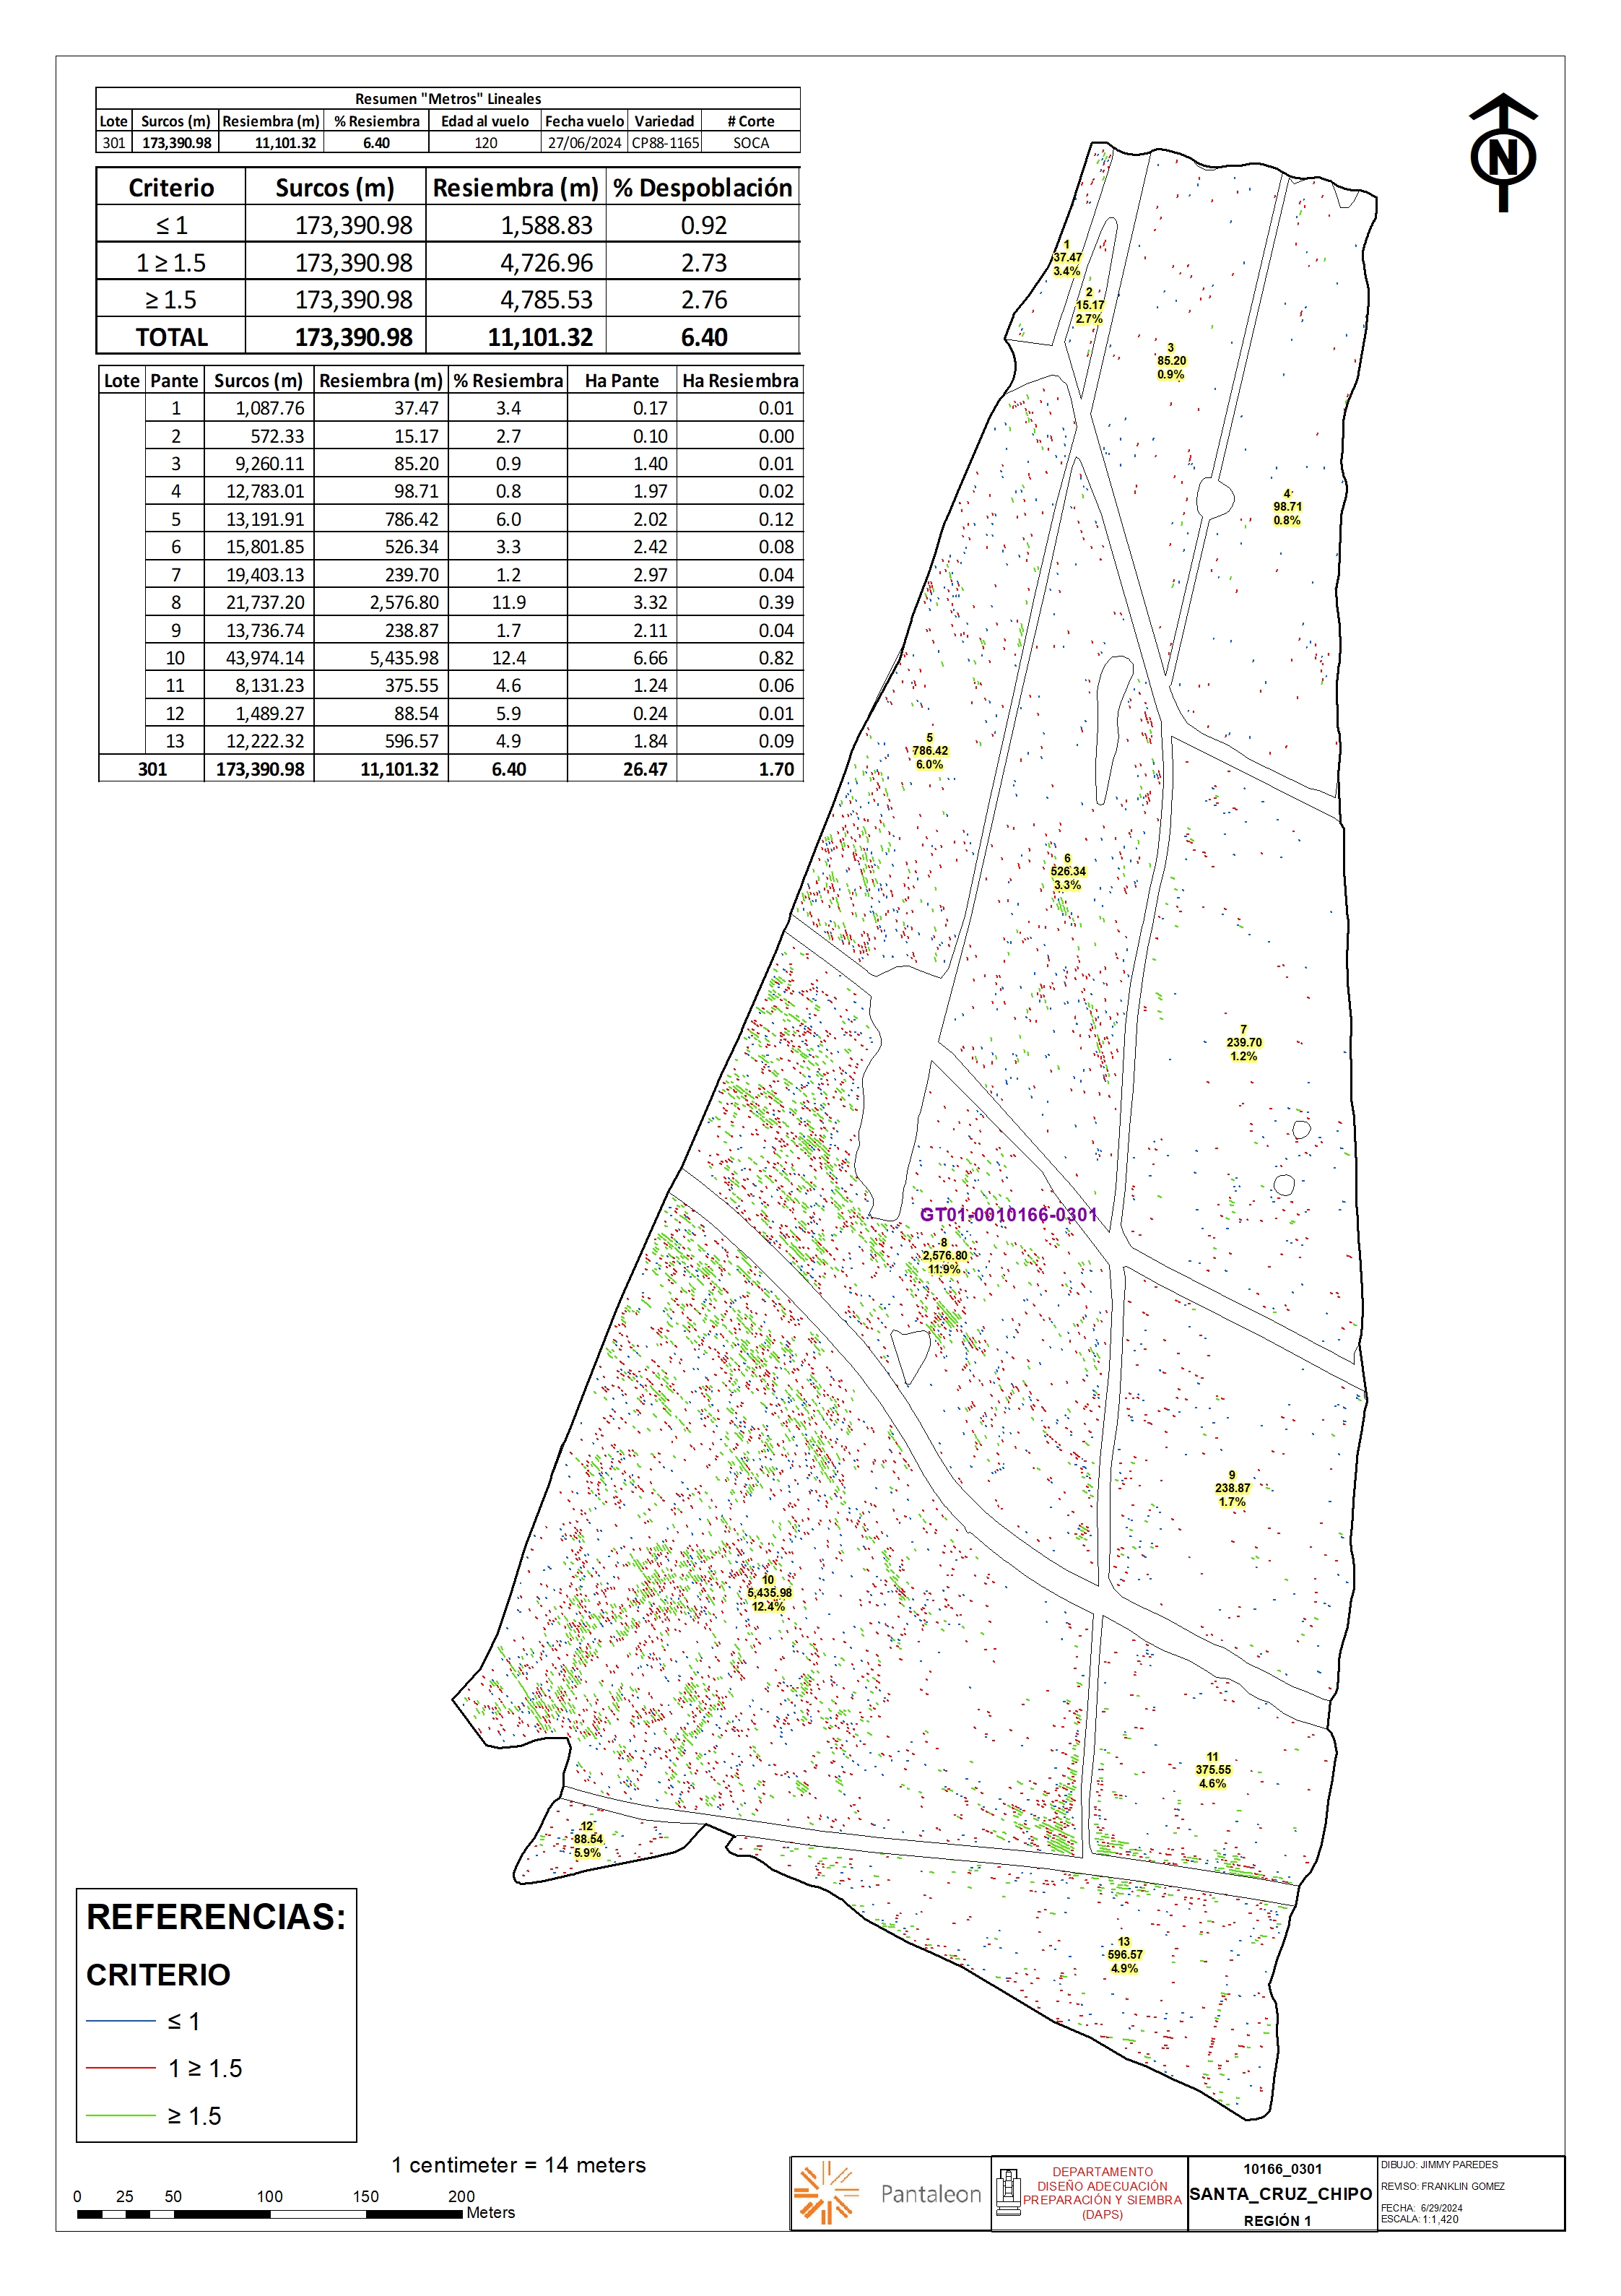 Resumen "Metros" Lineales
Lote Surcos (m) Resiembra (m) % Resiembra Edad al vuelo Fecha vuelo Variedad # Corte
301 173,390.98 11,101.32 6.40 120 27/06/2024 CP88-1165 SOCA
Criterio Surcos (m) Resiembra (m) % Despoblación
≤ 1 173,390.98 1,588.83 0.92
1 ≥ 1.5 173,390.98 4,726.96 2.73
≥ 1.5 173,390.98 4,785.53 2.76
TOTAL 173,390.98 11,101.32 6.40
Lote Pante Surcos (m) Resiembra (m) % Resiembra Ha Pante Ha Resiembra
1 1,087.76 37.47 3.4 0.17 0.01
2 572.33 15.17 2.7 0.10 0.00
3 9,260.11 85.20 0.9 1.40 0.01
4 12,783.01 98.71 0.8 1.97 0.02
5 13,191.91 786.42 6.0 2.02 0.12
6 15,801.85 526.34 3.3 2.42 0.08
7 19,403.13 239.70 1.2 2.97 0.04
8 21,737.20 2,576.80 11.9 3.32 0.39
9 13,736.74 238.87 1.7 2.11 0.04
10 43,974.14 5,435.98 12.4 6.66 0.82
11 8,131.23 375.55 4.6 1.24 0.06
12 1,489.27 88.54 5.9 0.24 0.01
13 12,222.32 596.57 4.9 1.84 0.09
301 173,390.98 11,101.32 6.40 26.47 1.70
N
1
37.47
3.4%
2
15.17
2.7%
3
85.20
0.9%
4
98.71
0.8%
5
786.42
6.0%
6
526.34
3.3%
7
239.70
1.2%
GT01-0010166-0301
8
2,576.80
11.9%
9
238.87
1.7%
10
5,435.98
12.4%
11
375.55
4.6%
12
88.54
5.9%
13
596.57
4.9%
REFERENCIAS:
CRITERIO
≤ 1
1 ≥ 1.5
≥ 1.5
1 centimeter = 14 meters
0 25 50 100 150 200
Meters
Pantaleon
DEPARTAMENTO
DISEÑO ADECUACIÓN
PREPARACIÓN Y SIEMBRA
(DAPS)
10166_0301
SANTA_CRUZ_CHIPO
REGIÓN 1
DIBUJO: JIMMY PAREDES
REVISO: FRANKLIN GOMEZ
FECHA: 6/29/2024
ESCALA: 1:1,420